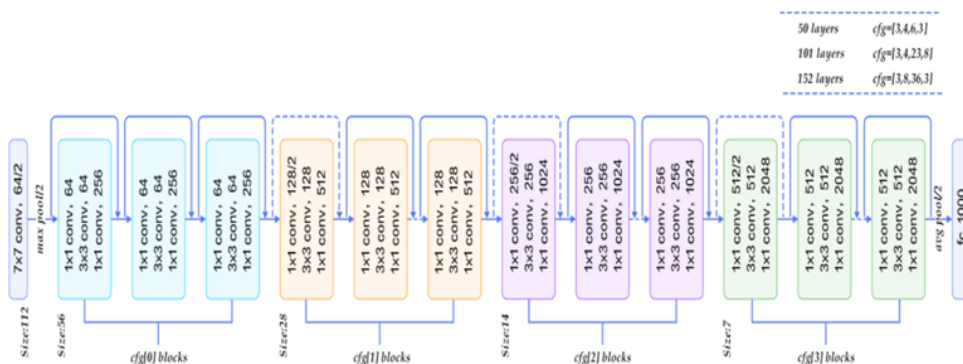 50 layers cfg=[3,4,6,3]
101 layers cfg=[3,4,23,8]
152 layers cfg=[3,8,36,3]
7x7 conv, 64/2
max pool/2
1x1 conv, 64
3x3 conv, 64
1x1 conv, 256
1x1 conv, 64
3x3 conv, 64
1x1 conv, 256
1x1 conv, 64
3x3 conv, 64
1x1 conv, 256
1x1 conv, 128/2
3x3 conv, 128
1x1 conv, 512
1x1 conv, 128
3x3 conv, 128
1x1 conv, 512
1x1 conv, 128
3x3 conv, 128
1x1 conv, 512
1x1 conv, 256/2
3x3 conv, 256
1x1 conv, 1024
1x1 conv, 256
3x3 conv, 256
1x1 conv, 1024
1x1 conv, 256
3x3 conv, 256
1x1 conv, 1024
1x1 conv, 512/2
3x3 conv, 512
1x1 conv, 2048
1x1 conv, 512
3x3 conv, 512
1x1 conv, 2048
1x1 conv, 512
3x3 conv, 512
1x1 conv, 2048
avg pool/2
fc, 1000
Size:112
Size:56
cfg[0] blocks
Size:28
cfg[1] blocks
Size:14
cfg[2] blocks
Size:7
cfg[3] blocks